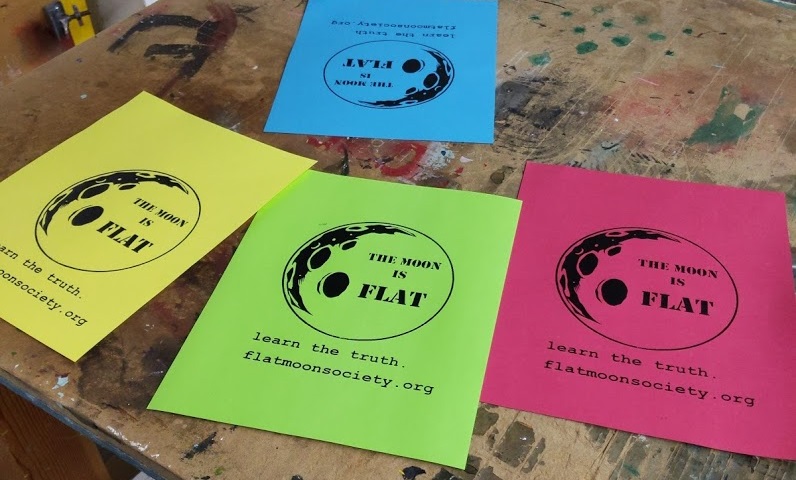 learn the truth
flatmoonsociety.org
THE MOON
IS
FLAT
THE MOON
IS
FLAT
learn the truth.
moonsociety.org
THE MOON
IS
FLAT
learn the truth.
flatmoonsociety.org
THE MOON
IS
FLAT
learn the truth.
flatmoonsociety.org